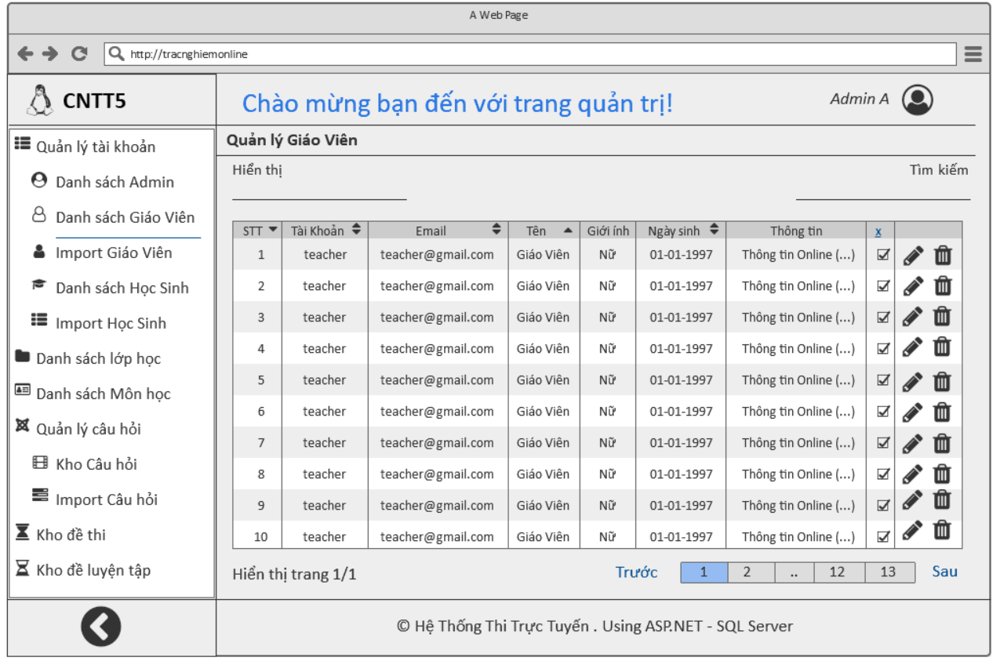 A Web Page
http://tracnghiemonline
CNTT5
Chào mừng bạn đến với trang quản trị!
Admin A
Quản lý tài khoản
Danh sách Admin
Danh sách Giáo Viên
Import Giáo Viên
Danh sách Học Sinh
Import Học Sinh
Danh sách lớp học
Danh sách Môn học
Quản lý câu hỏi
Kho Câu hỏi
Import Câu hỏi
Kho đề thi
Kho đề luyện tập
Quản lý Giáo Viên
Hiển thị Tìm kiếm
STT Tài Khoản Email Tên Giới ính Ngày sinh Thông tin x
1 teacher teacher@gmail.com Giáo Viên Nữ 01-01-1997 Thông tin Online (...)
2 teacher teacher@gmail.com Giáo Viên Nữ 01-01-1997 Thông tin Online (...)
3 teacher teacher@gmail.com Giáo Viên Nữ 01-01-1997 Thông tin Online (...)
4 teacher teacher@gmail.com Giáo Viên Nữ 01-01-1997 Thông tin Online (...)
5 teacher teacher@gmail.com Giáo Viên Nữ 01-01-1997 Thông tin Online (...)
6 teacher teacher@gmail.com Giáo Viên Nữ 01-01-1997 Thông tin Online (...)
7 teacher teacher@gmail.com Giáo Viên Nữ 01-01-1997 Thông tin Online (...)
8 teacher teacher@gmail.com Giáo Viên Nữ 01-01-1997 Thông tin Online (...)
9 teacher teacher@gmail.com Giáo Viên Nữ 01-01-1997 Thông tin Online (...)
10 teacher teacher@gmail.com Giáo Viên Nữ 01-01-1997 Thông tin Online (...)
Hiển thị trang 1/1 Trước 1 2 .. 12 13 Sau
© Hệ Thống Thi Trực Tuyến . Using ASP.NET - SQL Server